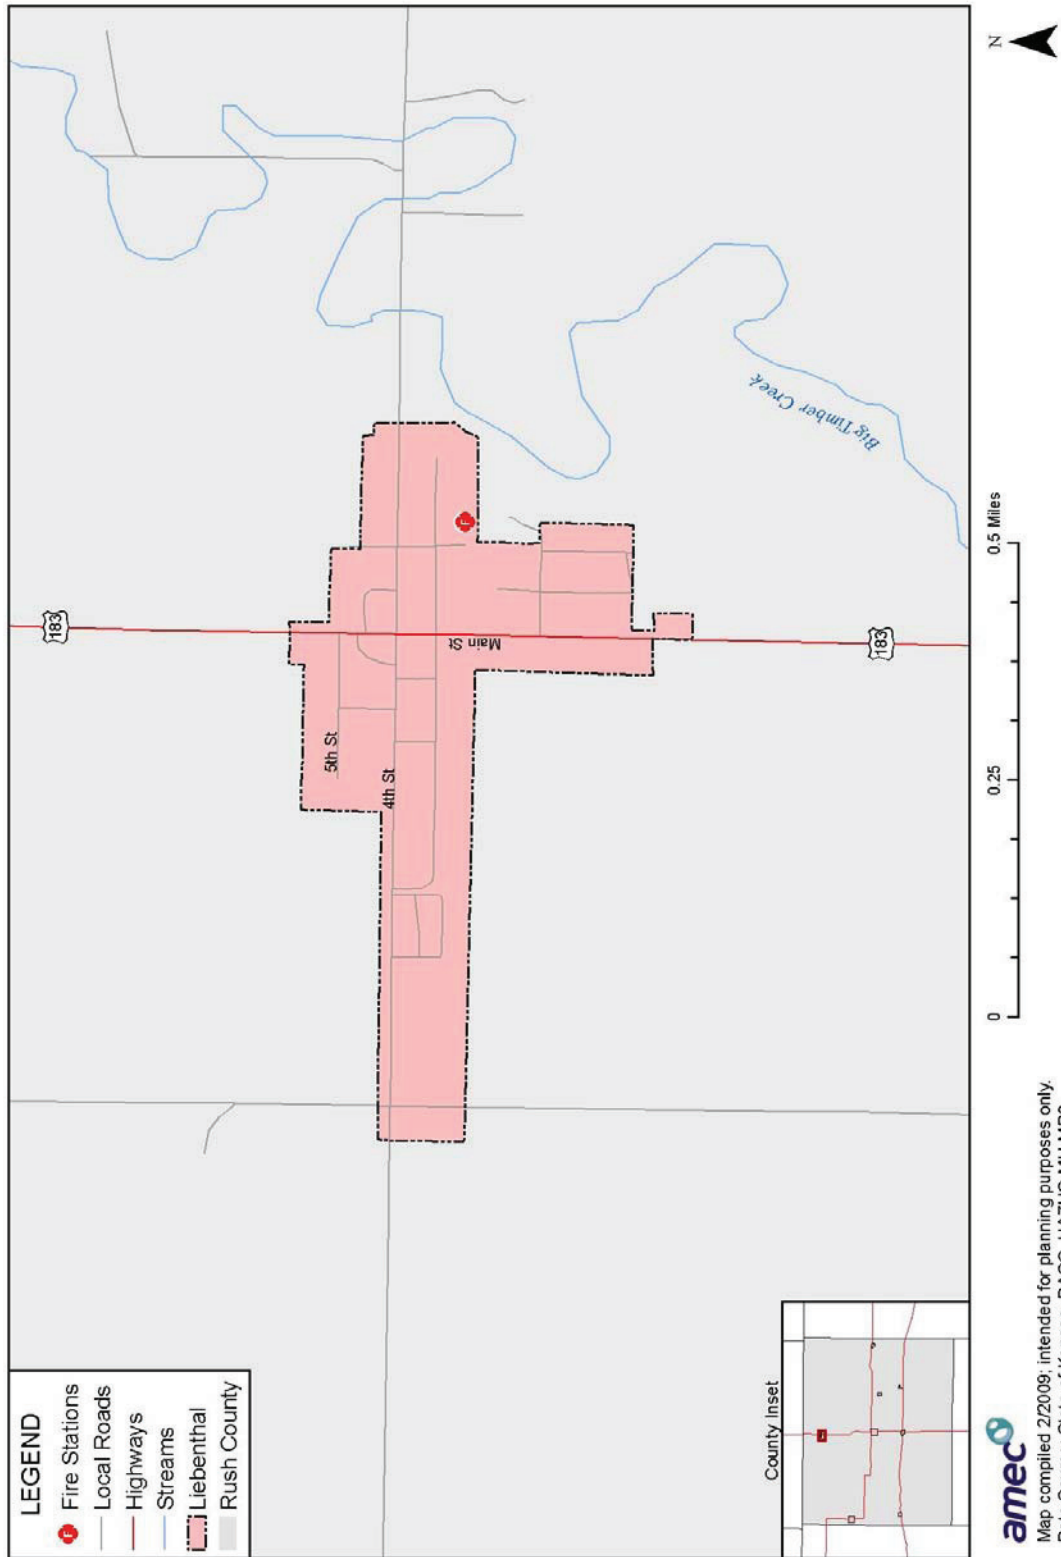 LEGEND
F Fire Stations
Local Roads
Highways
Streams
Liebenthal
Rush County
183
5th St
4th St
Main St
183
Big Timber Creek
County Inset
0 0.25 0.5 Miles
N
amec
Map compiled 2/2009; intended for planning purposes only.